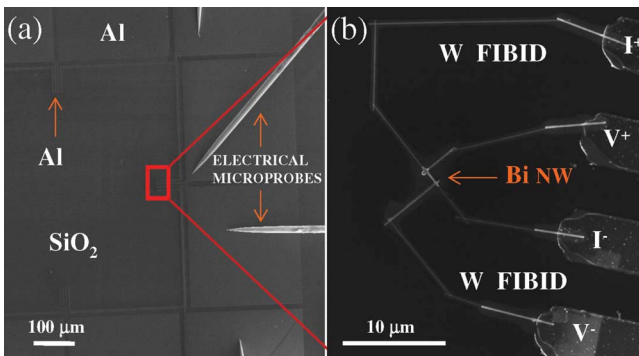 (a)
Al
Al
ELECTRICAL
MICROPROBES
SiO₂
100 µm
(b)
W FIBID
I⁺
V⁺
Bi NW
I⁻
W FIBID
V⁻
10 µm